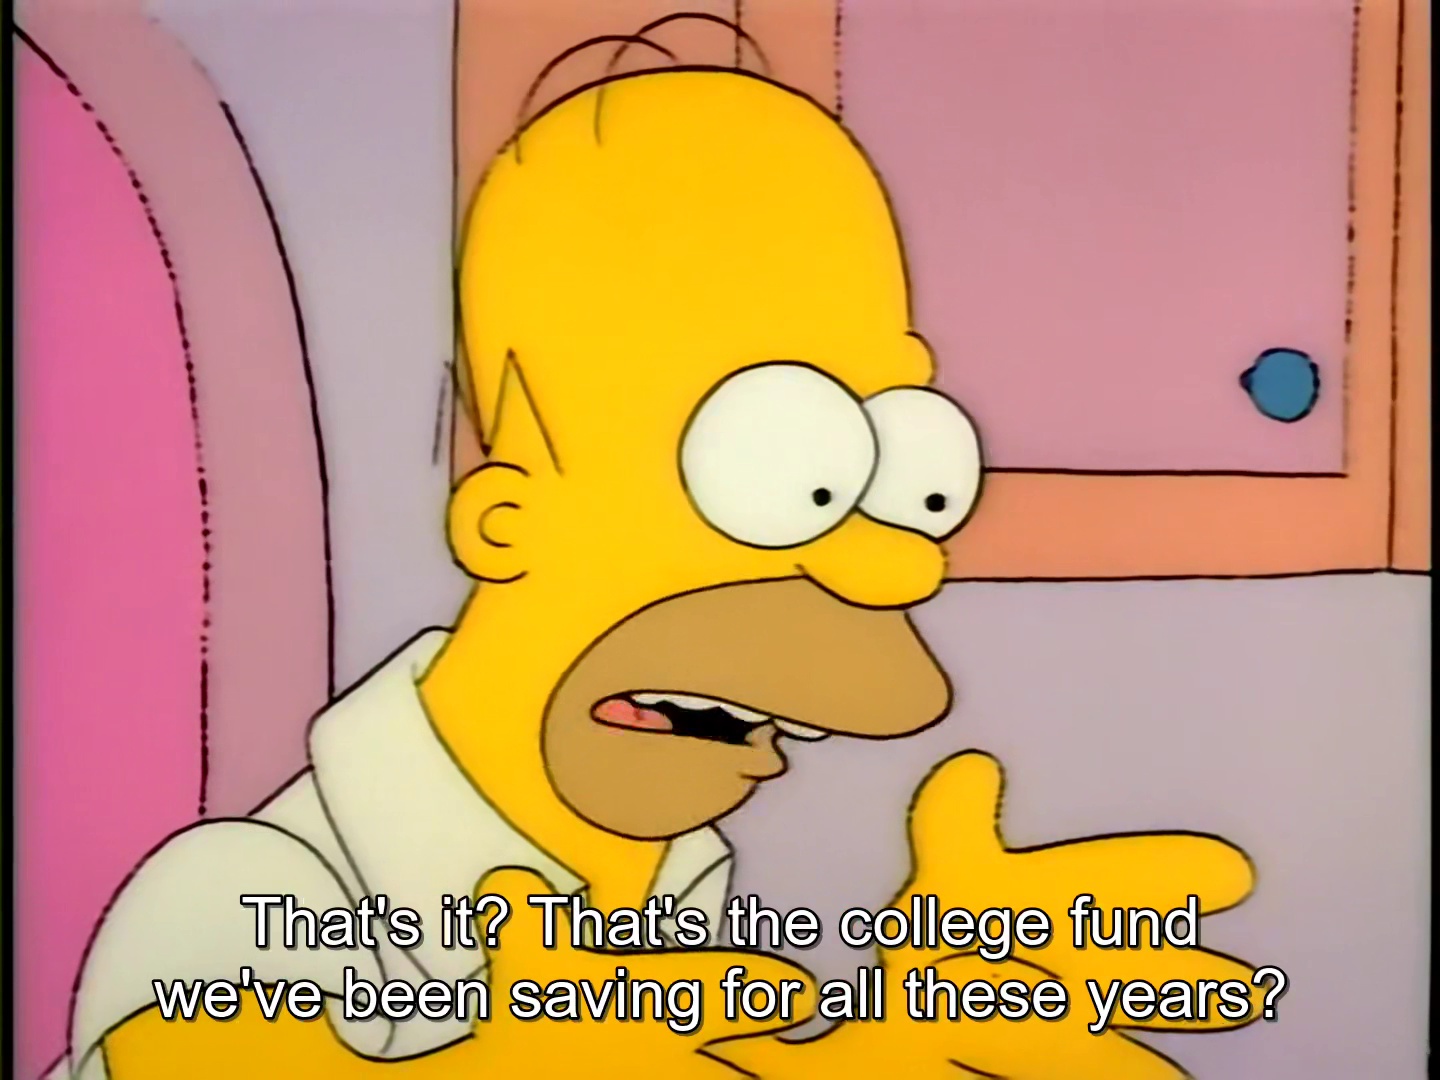 That's it? That's the college fund
we've been saving for all these years?